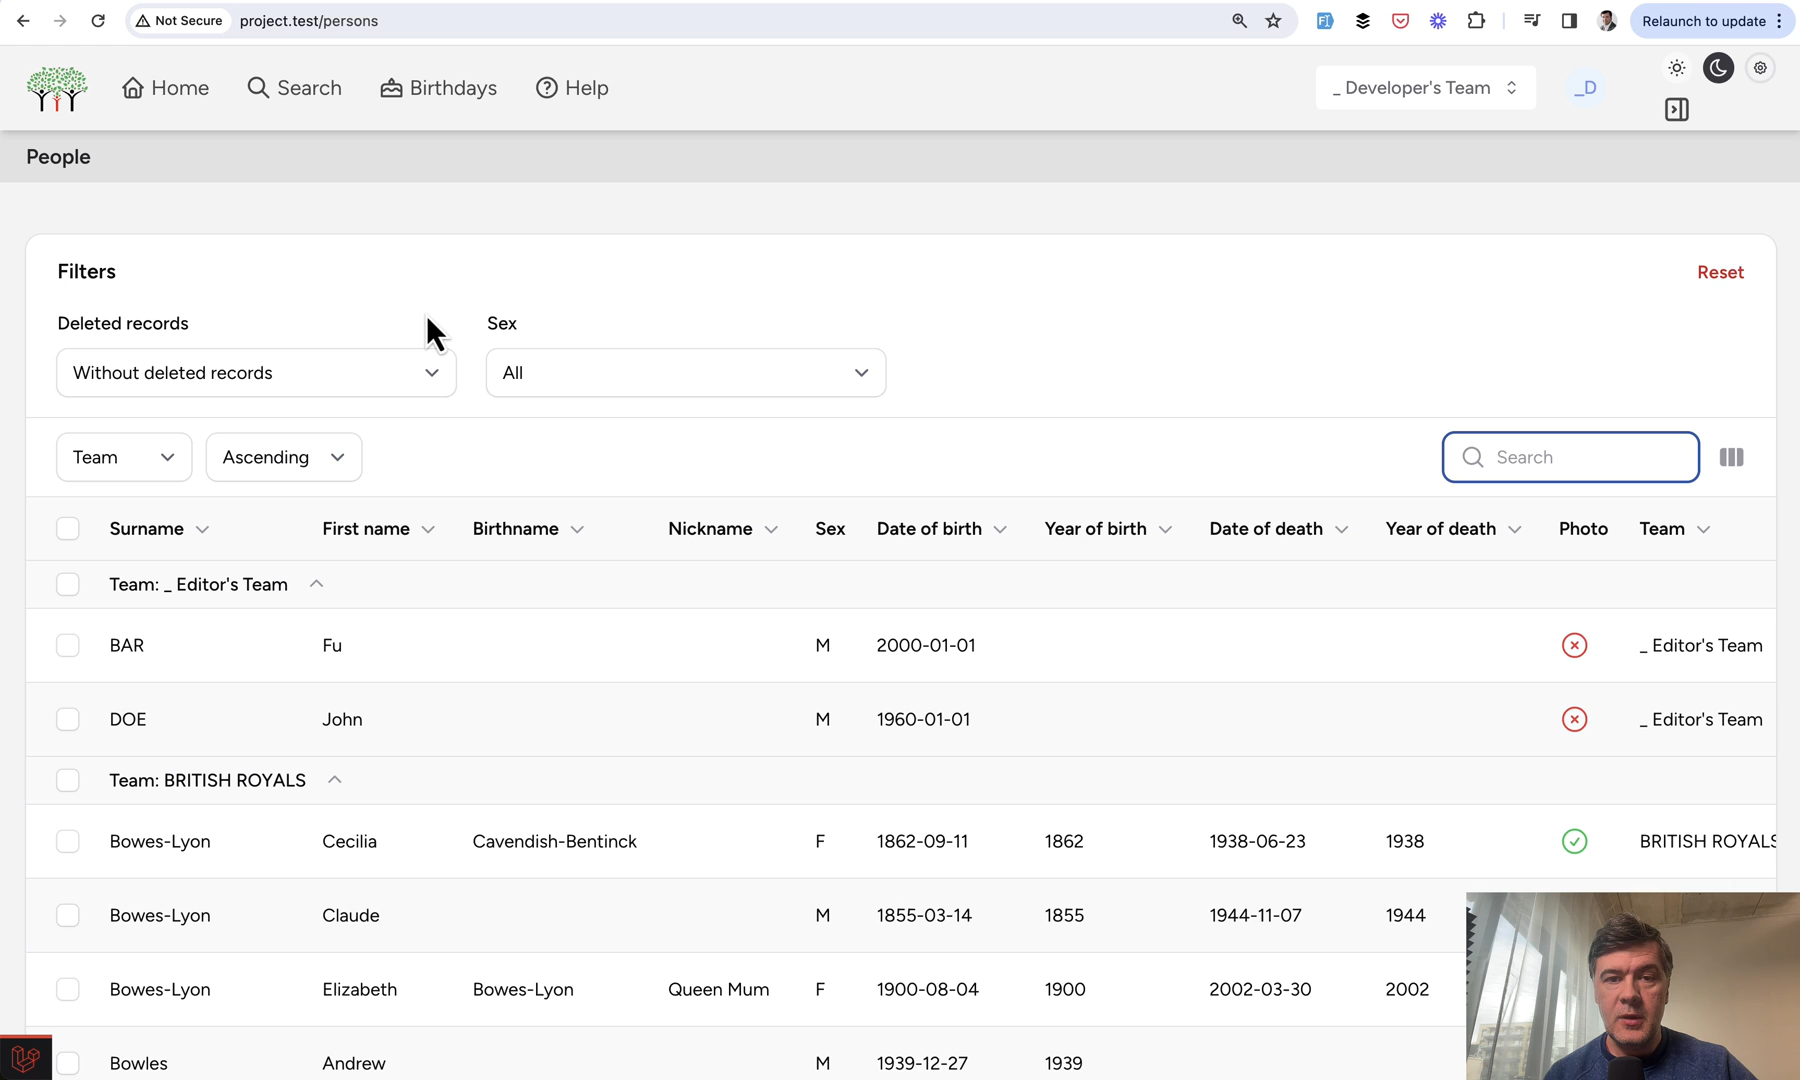 Not Secure project.test/persons Relaunch to update
Home Search Birthdays Help _ Developer's Team _D
People
Filters Reset
Deleted records Sex
Without deleted records All
Team Ascending Search
Surname First name Birthname Nickname Sex Date of birth Year of birth Date of death Year of death Photo Team
Team: _ Editor's Team
BAR Fu M 2000-01-01 _ Editor's Team
DOE John M 1960-01-01 _ Editor's Team
Team: BRITISH ROYALS
Bowes-Lyon Cecilia Cavendish-Bentinck F 1862-09-11 1862 1938-06-23 1938 BRITISH ROYALS
Bowes-Lyon Claude M 1855-03-14 1855 1944-11-07 1944
Bowes-Lyon Elizabeth Bowes-Lyon Queen Mum F 1900-08-04 1900 2002-03-30 2002
Bowles Andrew M 1939-12-27 1939